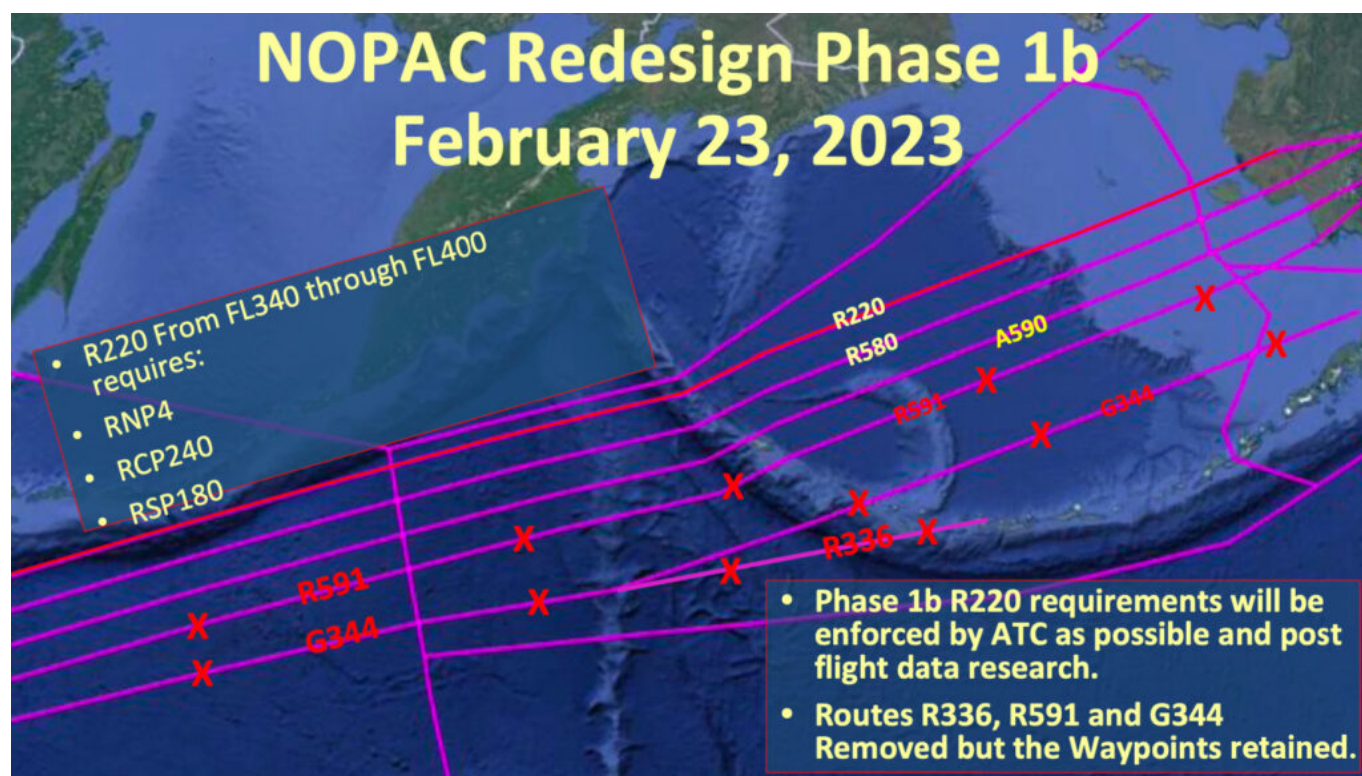 NOPAC Redesign Phase 1b
February 23, 2023
• R220 From FL340 through FL400
requires:
• RNP4
• RCP240
• RSP180
R220
R580
A590
R591
G344
X
X
X
X
X
X
X
R336
X
X
X
R591
X
X
G344
X
• Phase 1b R220 requirements will be
enforced by ATC as possible and post
flight data research.
• Routes R336, R591 and G344
Removed but the Waypoints retained.